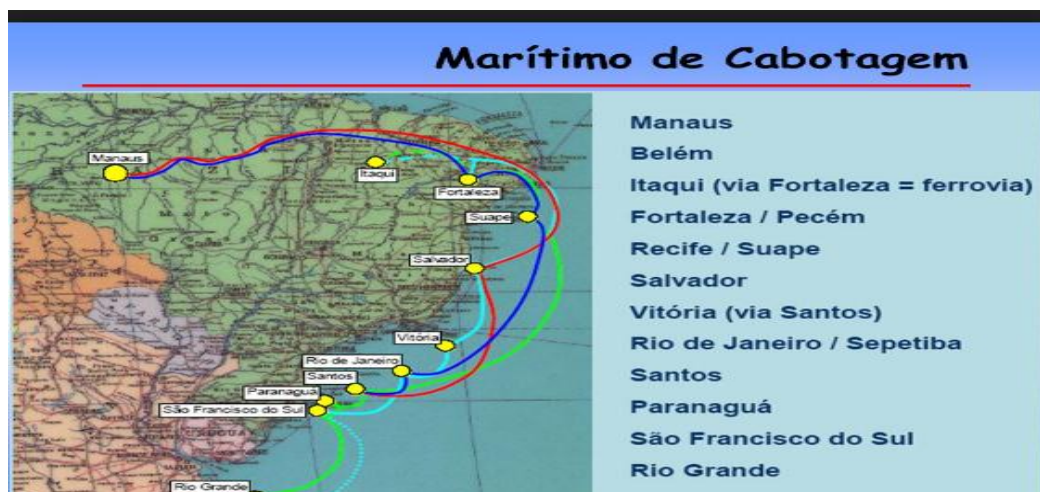 Marítimo de Cabotagem
Manaus
Itaqui
Fortaleza
Suape
Salvador
Vitória
Rio de Janeiro
Santos
Paranaguá
São Francisco do Sul
Rio Grande
Manaus
Belém
Itaqui (via Fortaleza = ferrovia)
Fortaleza / Pecém
Recife / Suape
Salvador
Vitória (via Santos)
Rio de Janeiro / Sepetiba
Santos
Paranaguá
São Francisco do Sul
Rio Grande